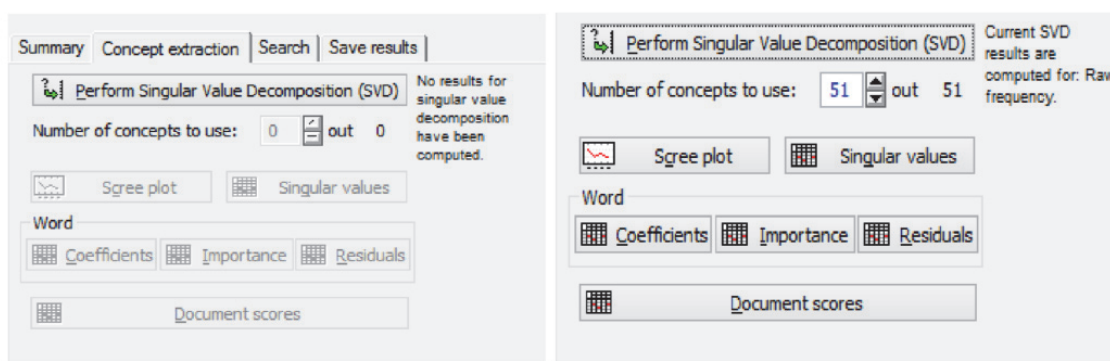 Summary Concept extraction Search Save results
Perform Singular Value Decomposition (SVD)
No results for
singular value
decomposition
have been
computed.
Number of concepts to use: 0 out 0
Scree plot Singular values
Word
Coefficients Importance Residuals
Document scores
Perform Singular Value Decomposition (SVD)
Current SVD
results are
computed for: Raw
frequency.
Number of concepts to use: 51 out 51
Scree plot Singular values
Word
Coefficients Importance Residuals
Document scores